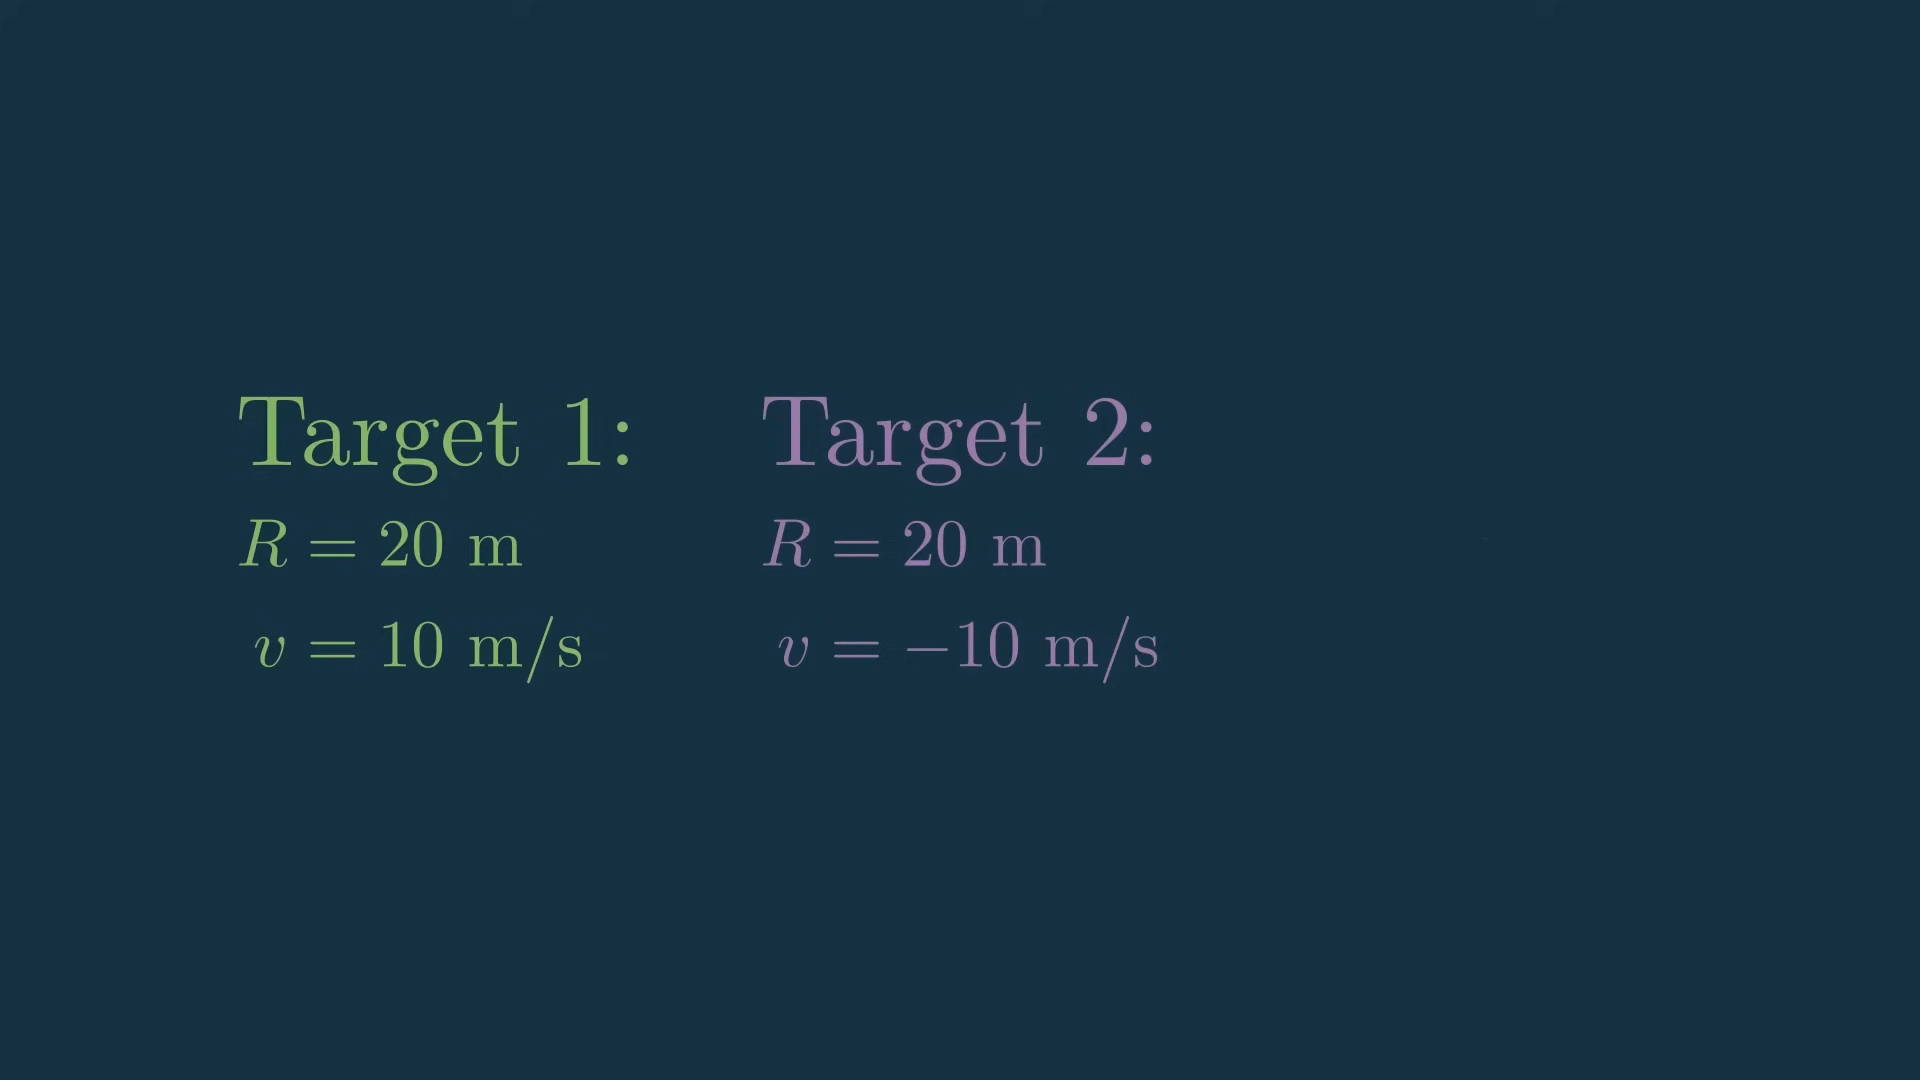 Target 1:
R = 20 m
v = 10 m/s
Target 2:
R = 20 m
v = −10 m/s